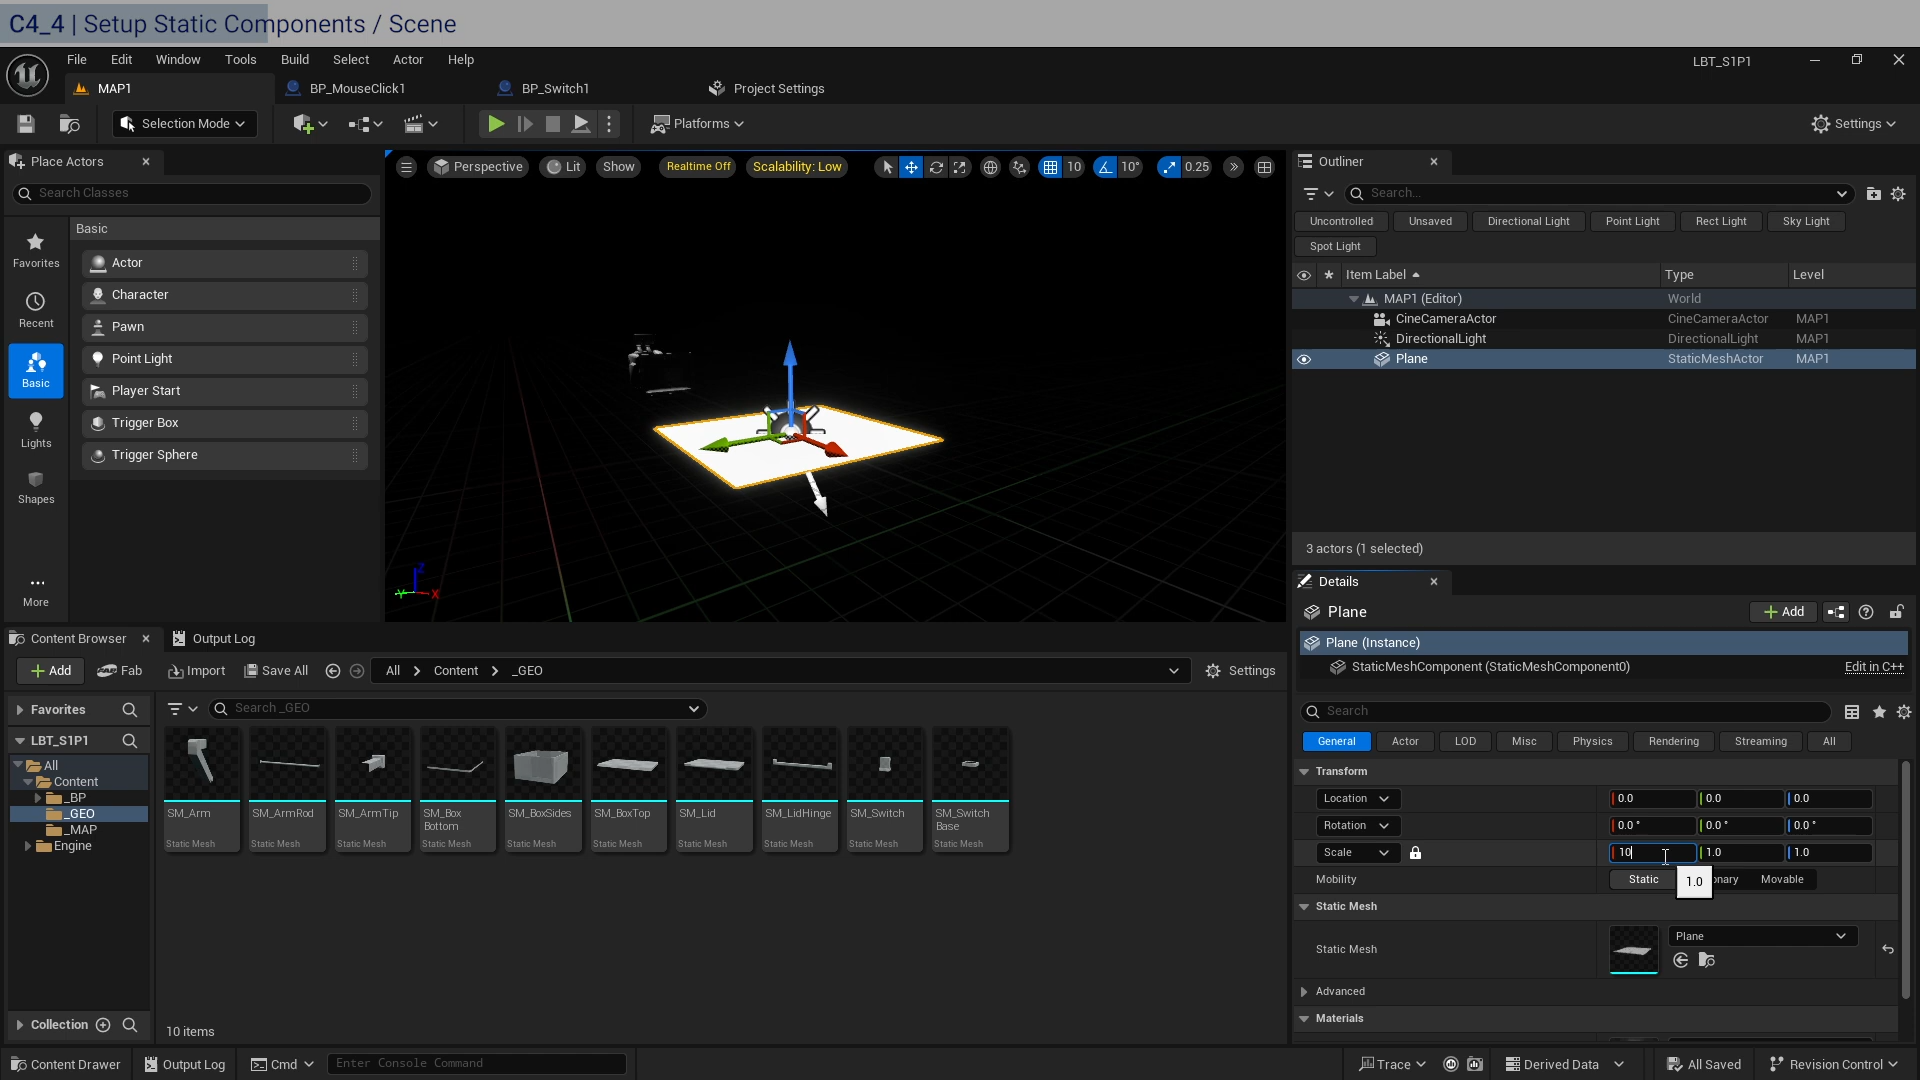 C4_4 | Setup Static Components / Scene
File Edit Window Tools Build Select Actor Help
LBT_S1P1
MAP1 BP_MouseClick1 BP_Switch1 Project Settings
Selection Mode Platforms Settings
Place Actors
Search Classes
Basic
Actor
Character
Pawn
Point Light
Player Start
Trigger Box
Trigger Sphere
Favorites
Recent
Basic
Lights
Shapes
More
Perspective Lit Show Realtime Off Scalability: Low 10 10° 0.25
Z
Y X
Outliner
Search...
Uncontrolled Unsaved Directional Light Point Light Rect Light Sky Light
Spot Light
Item Label Type Level
MAP1 (Editor) World
CineCameraActor CineCameraActor MAP1
DirectionalLight DirectionalLight MAP1
Plane StaticMeshActor MAP1
3 actors (1 selected)
Details
Plane Add
Plane (Instance)
StaticMeshComponent (StaticMeshComponent0) Edit in C++
Search
General Actor LOD Misc Physics Rendering Streaming All
Transform
Location 0.0 0.0 0.0
Rotation 0.0 ° 0.0 ° 0.0 °
Scale 10 1.0 1.0
Mobility Static onary Movable
1.0
Static Mesh
Static Mesh Plane
Advanced
Materials
Content Browser Output Log
Add Fab Import Save All All Content _GEO Settings
Favorites
LBT_S1P1
All
Content
_BP
_GEO
_MAP
Engine
Collection
Search _GEO
SM_Arm SM_ArmRod SM_ArmTip SM_Box SM_BoxSides SM_BoxTop SM_Lid SM_LidHinge SM_Switch SM_Switch
Bottom Base
Static Mesh Static Mesh Static Mesh Static Mesh Static Mesh Static Mesh Static Mesh Static Mesh Static Mesh Static Mesh
10 items
Content Drawer Output Log Cmd Enter Console Command Trace Derived Data All Saved Revision Control